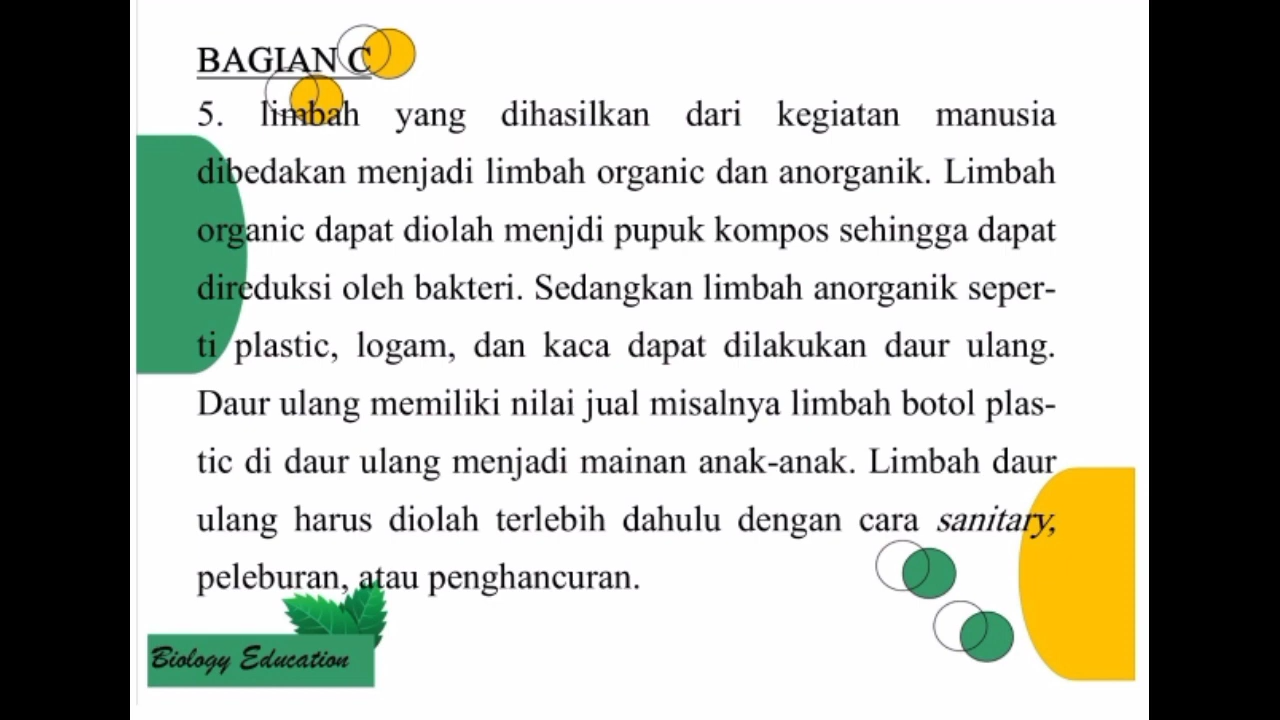 BAGIAN C
5. limbah yang dihasilkan dari kegiatan manusia
dibedakan menjadi limbah organic dan anorganik. Limbah
organic dapat diolah menjdi pupuk kompos sehingga dapat
direduksi oleh bakteri. Sedangkan limbah anorganik seper-
ti plastic, logam, dan kaca dapat dilakukan daur ulang.
Daur ulang memiliki nilai jual misalnya limbah botol plas-
tic di daur ulang menjadi mainan anak-anak. Limbah daur
ulang harus diolah terlebih dahulu dengan cara sanitary,
peleburan, atau penghancuran.
Biology Education